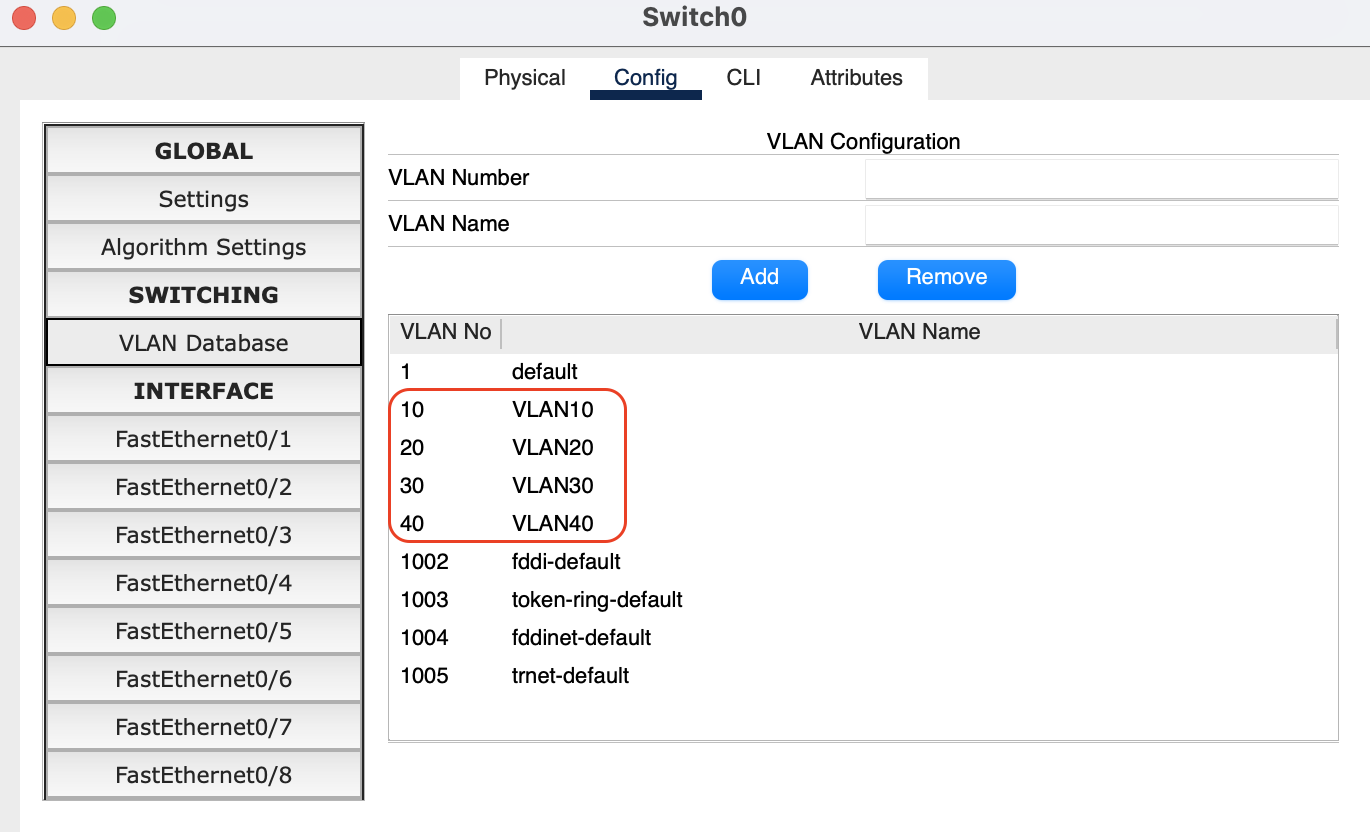 Switch0
Physical Config CLI Attributes
GLOBAL
Settings
Algorithm Settings
SWITCHING
VLAN Database
INTERFACE
FastEthernet0/1
FastEthernet0/2
FastEthernet0/3
FastEthernet0/4
FastEthernet0/5
FastEthernet0/6
FastEthernet0/7
FastEthernet0/8
VLAN Configuration
VLAN Number
VLAN Name
Add Remove
VLAN No VLAN Name
1 default
10 VLAN10
20 VLAN20
30 VLAN30
40 VLAN40
1002 fddi-default
1003 token-ring-default
1004 fddinet-default
1005 trnet-default